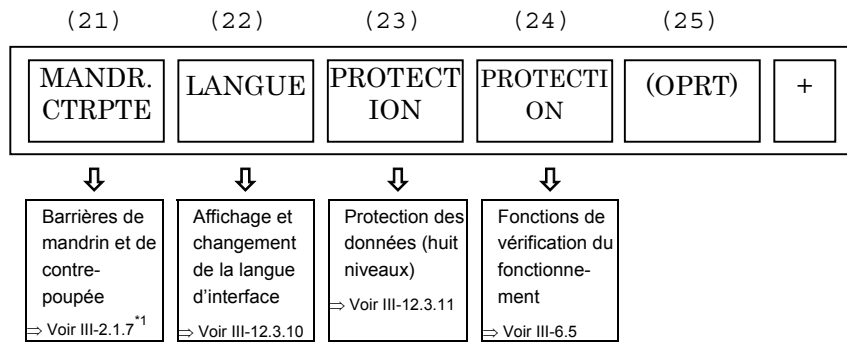 (21) (22) (23) (24) (25)
MANDR.
CTRPTE
LANGUE
PROTECT
ION
PROTECTI
ON
(OPRT)
+
Barrières de
mandrin et de
contre-
poupée
⇒ Voir III-2.1.7*1
Affichage et
changement
de la langue
d’interface
⇒ Voir III-12.3.10
Protection des
données (huit
niveaux)
⇒ Voir III-12.3.11
Fonctions de
vérification du
fonctionne-
ment
⇒ Voir III-6.5